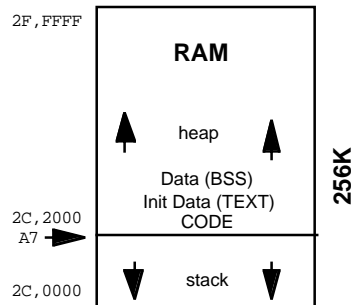 2F,FFFF
RAM
heap
Data (BSS)
Init Data (TEXT)
CODE
256K
2C,2000
A7
stack
2C,0000